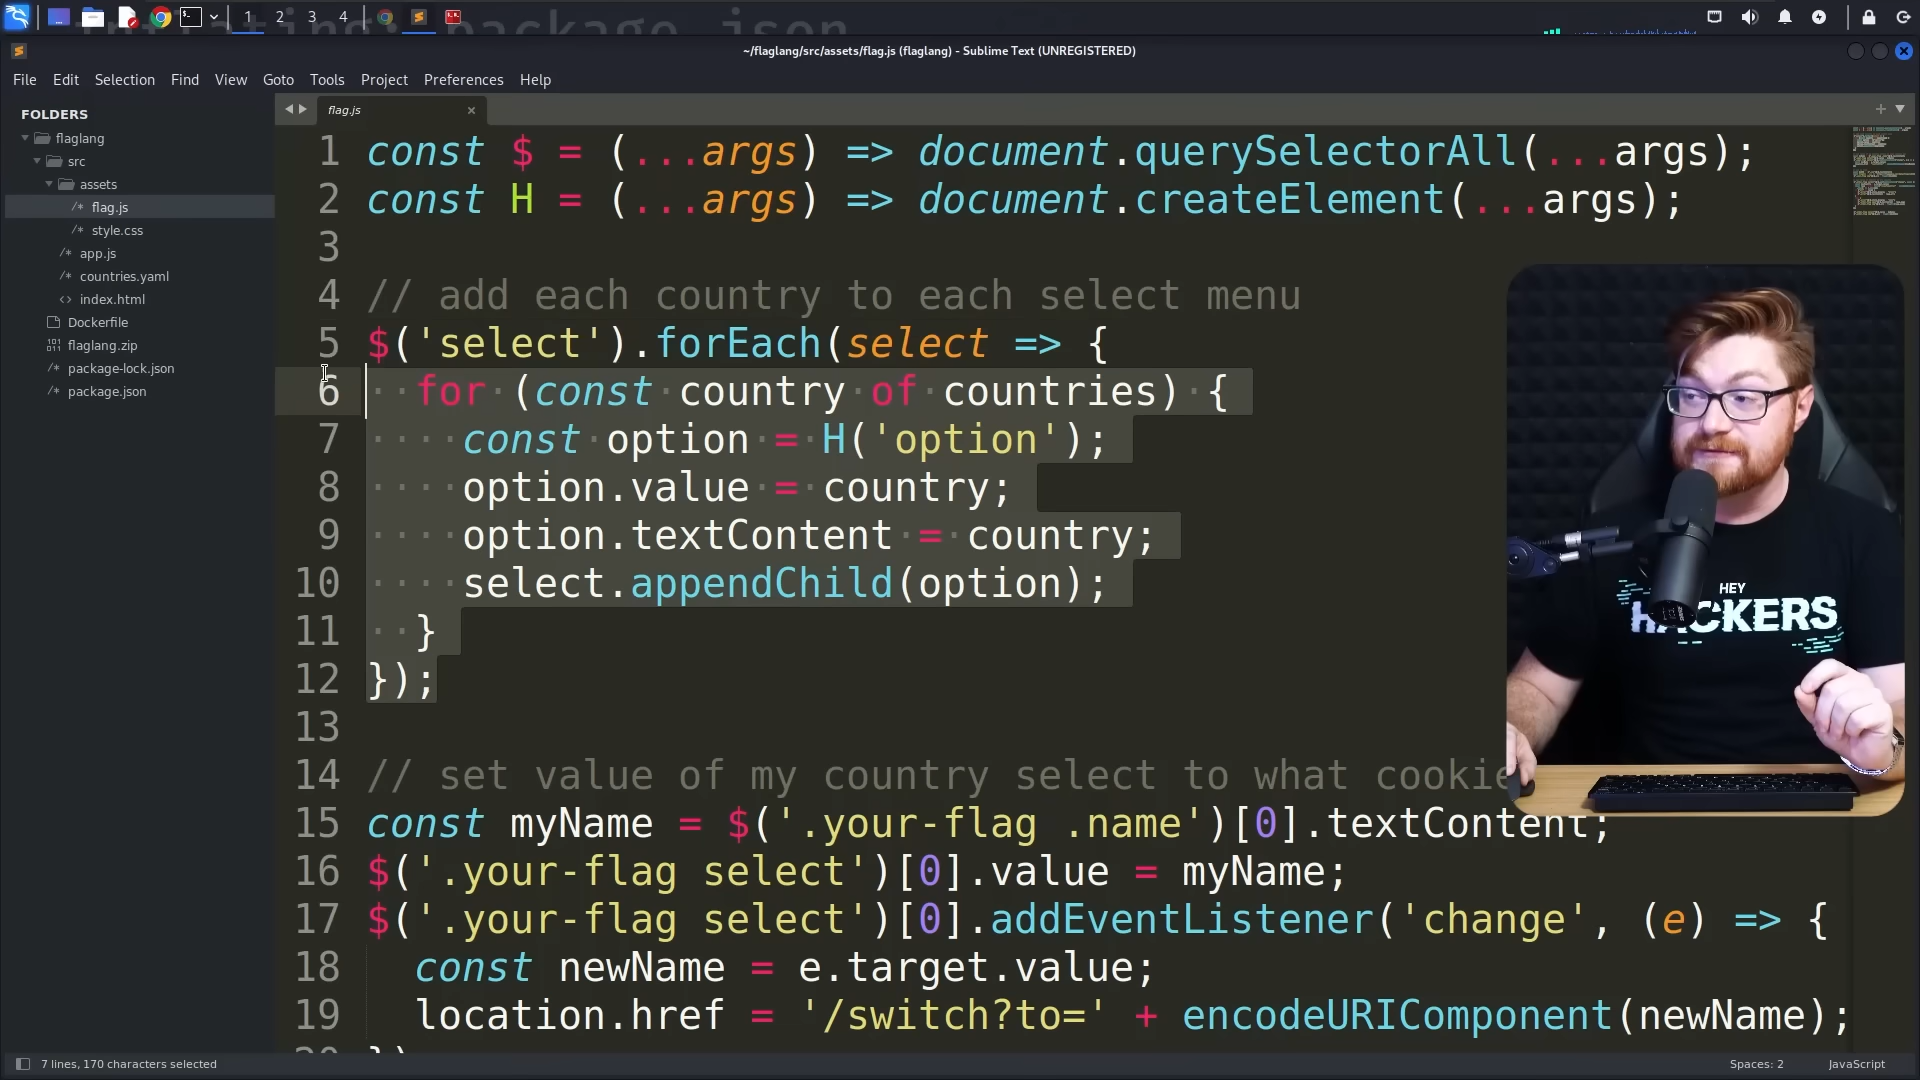 1 2 3 4
~/flaglang/src/assets/flag.js (flaglang) - Sublime Text (UNREGISTERED)
File Edit Selection Find View Goto Tools Project Preferences Help
FOLDERS
flaglang
src
assets
flag.js
style.css
app.js
countries.yaml
index.html
Dockerfile
flaglang.zip
package-lock.json
package.json
flag.js
1 const $ = (...args) => document.querySelectorAll(...args);
2 const H = (...args) => document.createElement(...args);
3
4 // add each country to each select menu
5 $('select').forEach(select => {
6 for (const country of countries) {
7 const option = H('option');
8 option.value = country;
9 option.textContent = country;
10 select.appendChild(option);
11 }
12 });
13
14 // set value of my country select to what cookie
15 const myName = $('.your-flag .name')[0].textContent;
16 $('.your-flag select')[0].value = myName;
17 $('.your-flag select')[0].addEventListener('change', (e) => {
18 const newName = e.target.value;
19 location.href = '/switch?to=' + encodeURIComponent(newName);
HEY
HACKERS
7 lines, 170 characters selected
Spaces: 2
JavaScript